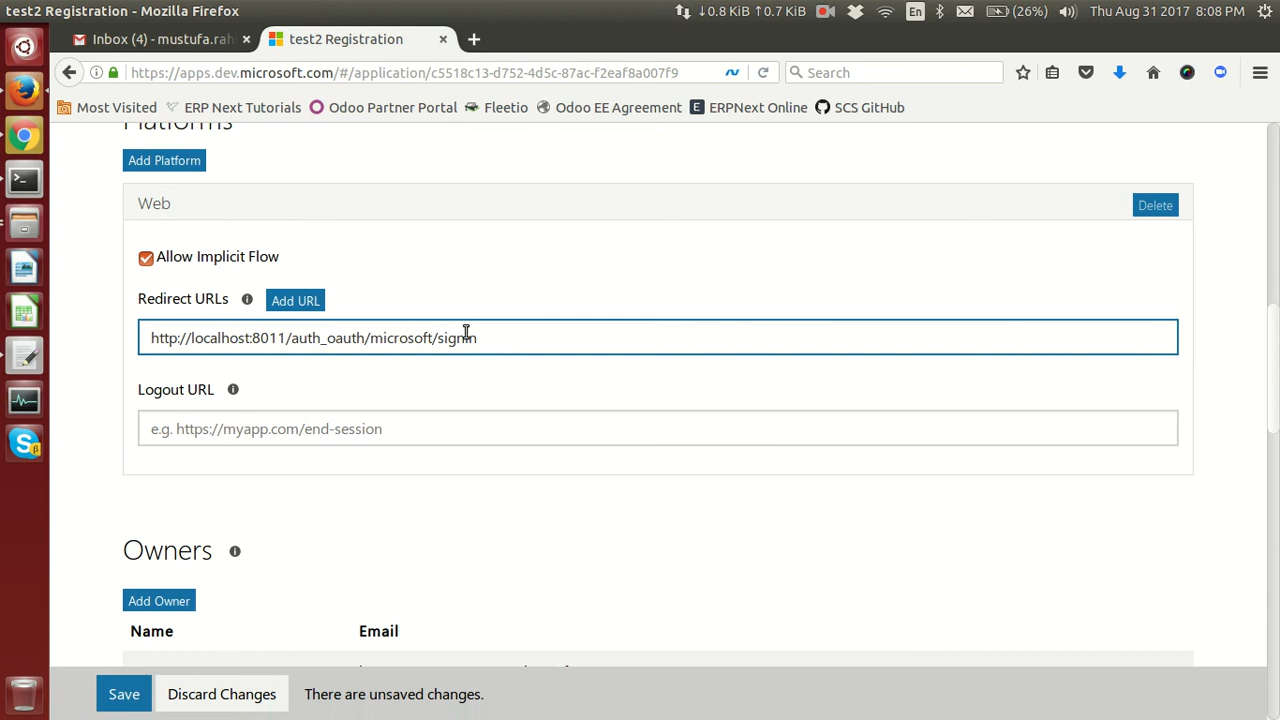 test2 Registration - Mozilla Firefox
↓0.8 KiB ↑0.7 KiB En (26%) Thu Aug 31 2017 8:08 PM
Inbox (4) - mustufa.rah
test2 Registration
https://apps.dev.microsoft.com/#/application/c5518c13-d752-4d5c-87ac-f2eaf8a007f9
Search
Most Visited ERP Next Tutorials Odoo Partner Portal Fleetio Odoo EE Agreement ERPNext Online SCS GitHub
Platforms
Add Platform
Web
Delete
Allow Implicit Flow
Redirect URLs
Add URL
http://localhost:8011/auth_oauth/microsoft/signin
Logout URL
e.g. https://myapp.com/end-session
Owners
Add Owner
Name Email
Save Discard Changes There are unsaved changes.